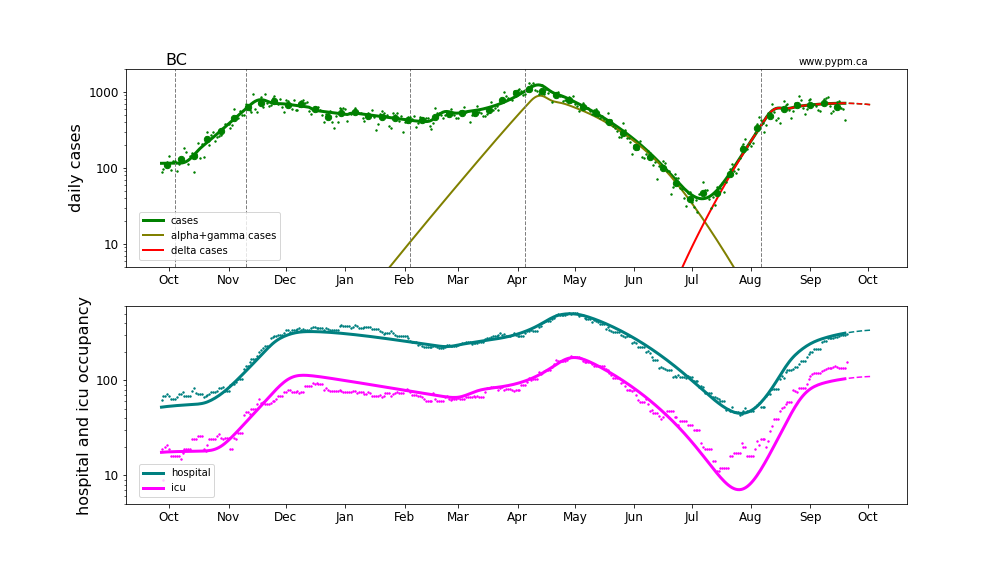 BC
www.pypm.ca
daily cases
1000
100
10
cases
alpha+gamma cases
delta cases
Oct Nov Dec Jan Feb Mar Apr May Jun Jul Aug Sep Oct
hospital and icu occupancy
100
10
hospital
icu
Oct Nov Dec Jan Feb Mar Apr May Jun Jul Aug Sep Oct